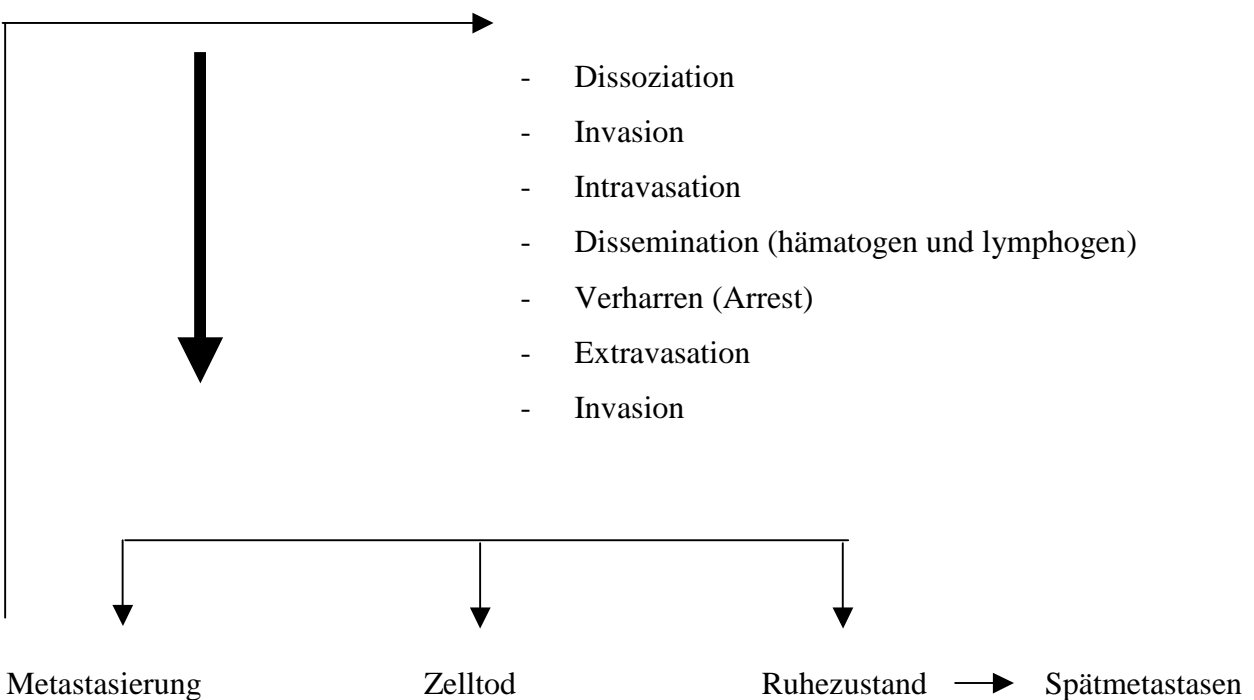 - Dissoziation
- Invasion
- Intravasation
- Dissemination (hämatogen und lymphogen)
- Verharren (Arrest)
- Extravasation
- Invasion
Metastasierung Zelltod Ruhezustand Spätmetastasen